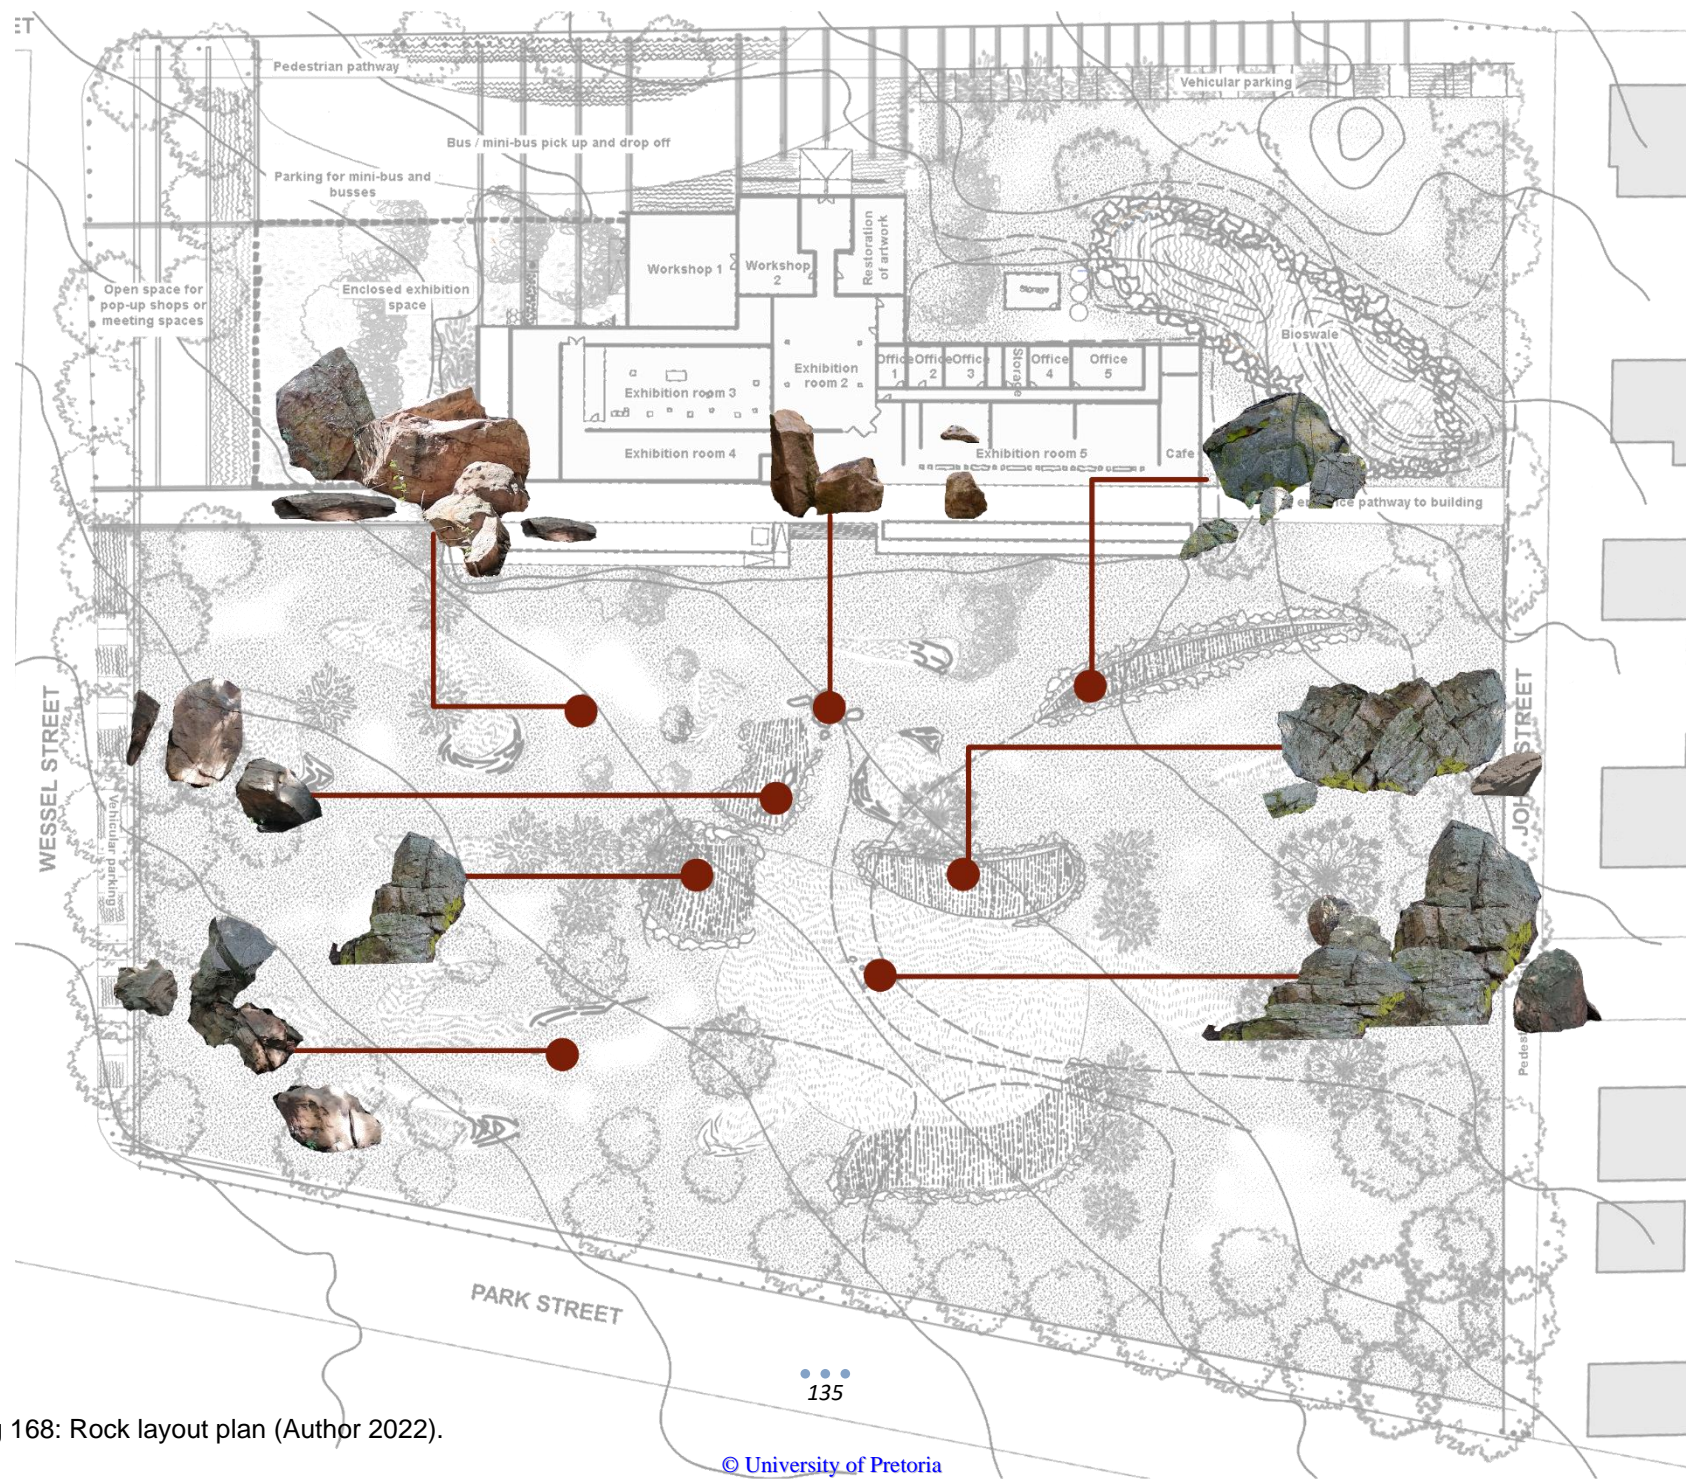 ET
Pedestrian pathway
Vehicular parking
Bus / mini-bus pick up and drop off
Parking for mini-bus and
busses
Restoration
of artwork
Workshop 1
Workshop
2
Open space for
pop-up shops or
meeting spaces
Enclosed exhibition
space
Storage
Bioswale
Exhibition
room 2
Office
1
Office
2
Office
3
Storage
Office
4
Office
5
Exhibition room 3
Exhibition room 4
Exhibition room 5
Cafe
pathway to building
WESSEL STREET
Vehicular parking
STREET
PARK STREET
135
168: Rock layout plan (Author 2022).
© University of Pretoria